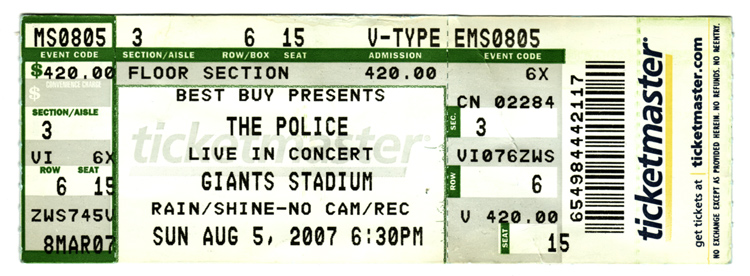 MS0805 3 6 15 V-TYPE EMS0805
EVENT CODE SECTION/AISLE ROW/BOX SEAT ADMISSION EVENT CODE
$420.00 FLOOR SECTION 420.00 6X
CONVENIENCE CHARGE
$
SECTION/AISLE
3
VI 6X
ROW SEAT
6 15
ZWS745V
8MAR07
BEST BUY PRESENTS
THE POLICE
ticketmaster
LIVE IN CONCERT
GIANTS STADIUM
RAIN/SHINE-NO CAM/REC
SUN AUG 5, 2007 6:30PM
CN 02284
SEC.
3
VI076ZWS
ROW
6
V 420.00
SEAT
15
6549844442117
ticketmaster
get tickets at | ticketmaster.com
NO EXCHANGE EXCEPT AS PROVIDED HEREIN. NO REFUNDS. NO REENTRY.